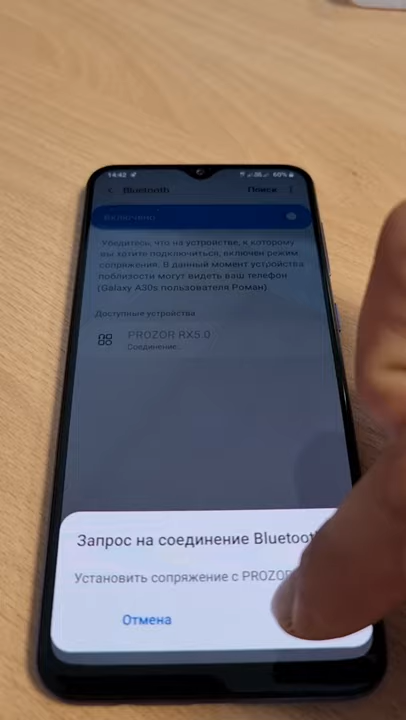 14:42
60%
Bluetooth
Поиск
Включено
Убедитесь, что на устройстве, к которому
вы хотите подключиться, включен режим
сопряжения. В данный момент устройства
поблизости могут видеть ваш телефон
(Galaxy A30s пользователя Роман).
Доступные устройства
PROZOR RX5.0
Соединение...
Запрос на соединение Bluetooth
Установить сопряжение с PROZOR
Отмена